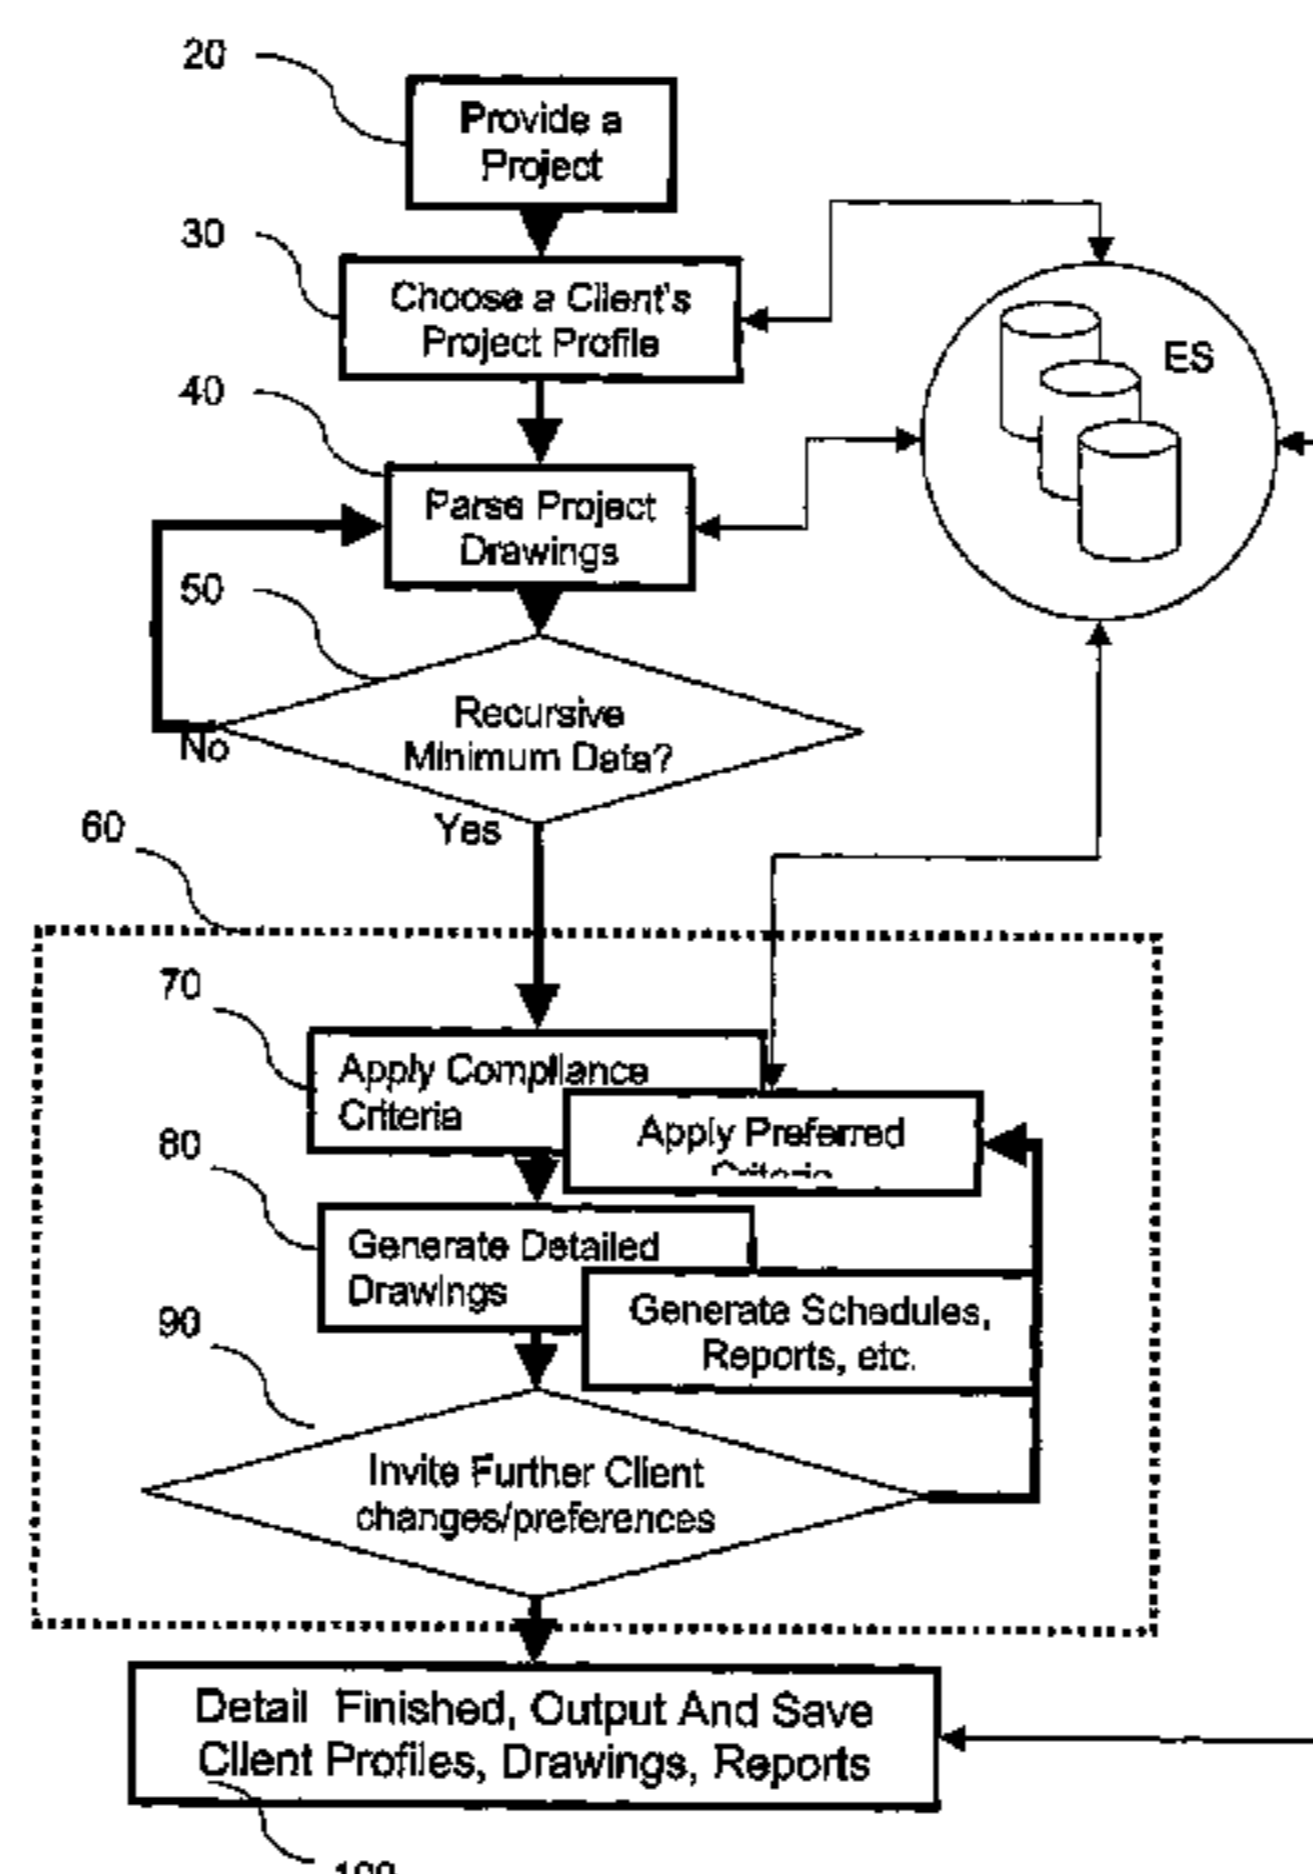 20
Provide a
Project
30
Choose a Client's
Project Profile
ES
40
Parse Project
Drawings
50
Recursive
Minimum Data?
No
Yes
60
70
Apply Compliance
Criteria
Apply Preferred
80
Generate Detailed
Drawings
Generate Schedules,
Reports, etc.
90
Invite Further Client
changes/preferences
Detail Finished, Output And Save
Client Profiles, Drawings, Reports